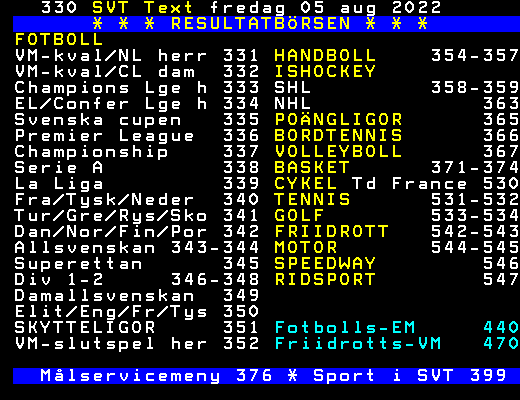 330 SVT Text fredag 05 aug 2022
* * * RESULTATBÖRSEN * * *
FOTBOLL
VM-kval/NL herr 331 HANDBOLL 354-357
VM-kval/CL dam 332 ISHOCKEY
Champions Lge h 333 SHL 358-359
EL/Confer Lge h 334 NHL 363
Svenska cupen 335 POÄNGLIGOR 365
Premier League 336 BORDTENNIS 366
Championship 337 VOLLEYBOLL 367
Serie A 338 BASKET 371-374
La Liga 339 CYKEL Td France 530
Fra/Tysk/Neder 340 TENNIS 531-532
Tur/Gre/Rys/Sko 341 GOLF 533-534
Dan/Nor/Fin/Por 342 FRIIDROTT 542-543
Allsvenskan 343-344 MOTOR 544-545
Superettan 345 SPEEDWAY 546
Div 1-2 346-348 RIDSPORT 547
Damallsvenskan 349
Elit/Eng/Fr/Tys 350
SKYTTELIGOR 351 Fotbolls-EM 440
VM-slutspel her 352 Friidrotts-VM 470
Målservicemeny 376 * Sport i SVT 399